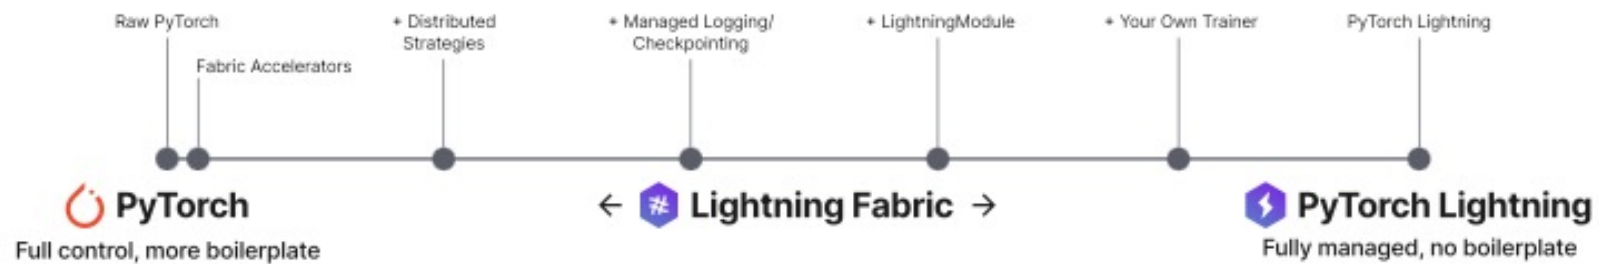 Raw PyTorch
Fabric Accelerators
+ Distributed
Strategies
+ Managed Logging/
Checkpointing
+ LightningModule
+ Your Own Trainer
PyTorch Lightning
PyTorch
Full control, more boilerplate
← Lightning Fabric →
PyTorch Lightning
Fully managed, no boilerplate